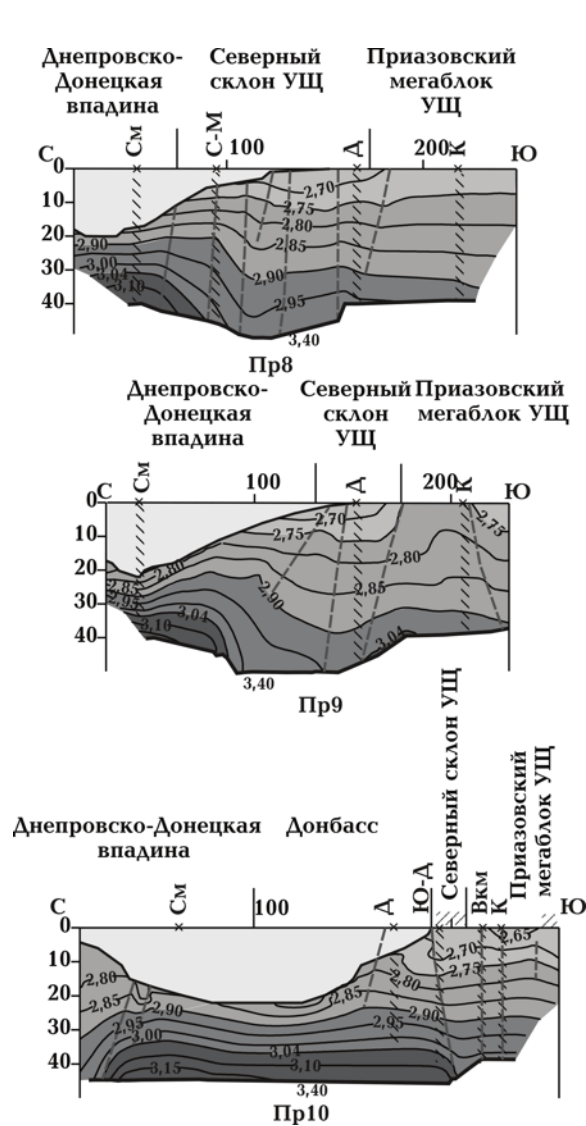 Днепровско-
Донецкая
впадина
Северный
склон УЩ
Приазовский
мегаблок
УЩ
См
С-М
Д
К
С
100
200
Ю
0
10
20
30
40
2,70
2,75
2,80
2,85
2,90
2,90
3,00
3,04
3,10
2,95
3,40
Пр8
Днепровско-
Донецкая
впадина
Северный
склон
УЩ
Приазовский
мегаблок УЩ
С
См
100
Д
200
К
Ю
0
10
20
30
40
2,70
2,75
2,75
2,80
2,80
2,85
2,85
2,90
2,95
3,04
3,10
3,04
3,40
Пр9
Днепровско-Донецкая
впадина
Донбасс
Северный склон УЩ
Приазовский
мегаблок УЩ
С
См
100
Д
Ю-Д
Вкм
К
Ю
0
10
20
30
40
2,65
2,70
2,75
2,80
2,80
2,85
2,85
2,90
2,90
2,95
2,95
3,00
3,04
3,10
3,15
3,40
Пр10